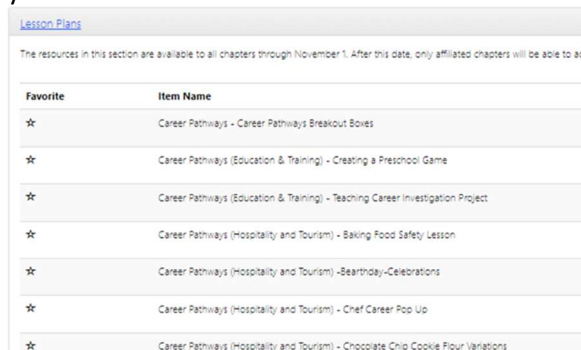 Lesson Plans
The resources in this section are available to all chapters through November 1. After this date, only affiliated chapters will be able to
Favorite Item Name
☆ Career Pathways - Career Pathways Breakout Boxes
☆ Career Pathways (Education & Training) - Creating a Preschool Game
☆ Career Pathways (Education & Training) - Teaching Career Investigation Project
☆ Career Pathways (Hospitality and Tourism) - Baking Food Safety Lesson
☆ Career Pathways (Hospitality and Tourism) -Bearthday-Celebrations
☆ Career Pathways (Hospitality and Tourism) - Chef Career Pop Up
☆ Career Pathways (Hospitality and Tourism) - Chocolate Chip Cookie Flour Variations